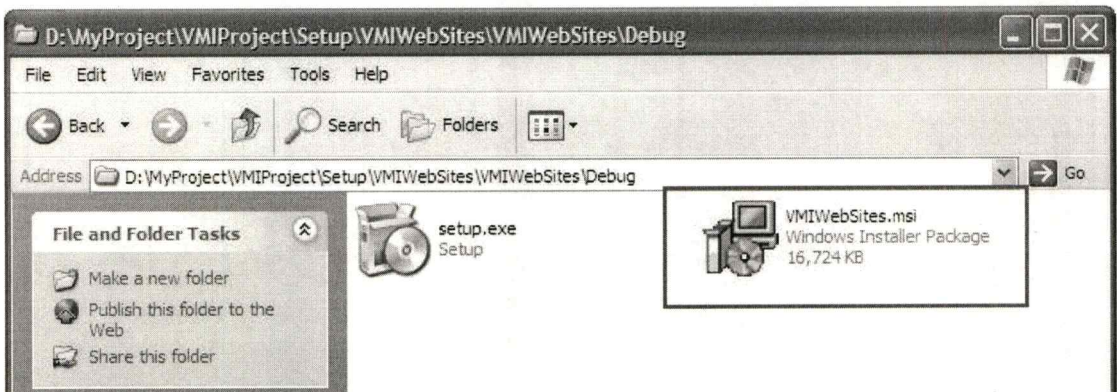 D:\MyProject\VMIProject\Setup\VMIWebSites\VMIWebSites\Debug
File Edit View Favorites Tools Help
Back Search Folders
Address D:\MyProject\VMIProject\Setup\VMIWebSites\VMIWebSites\Debug Go
File and Folder Tasks
Make a new folder
Publish this folder to the
Web
Share this folder
setup.exe
Setup
VMIWebSites.msi
Windows Installer Package
16,724 KB